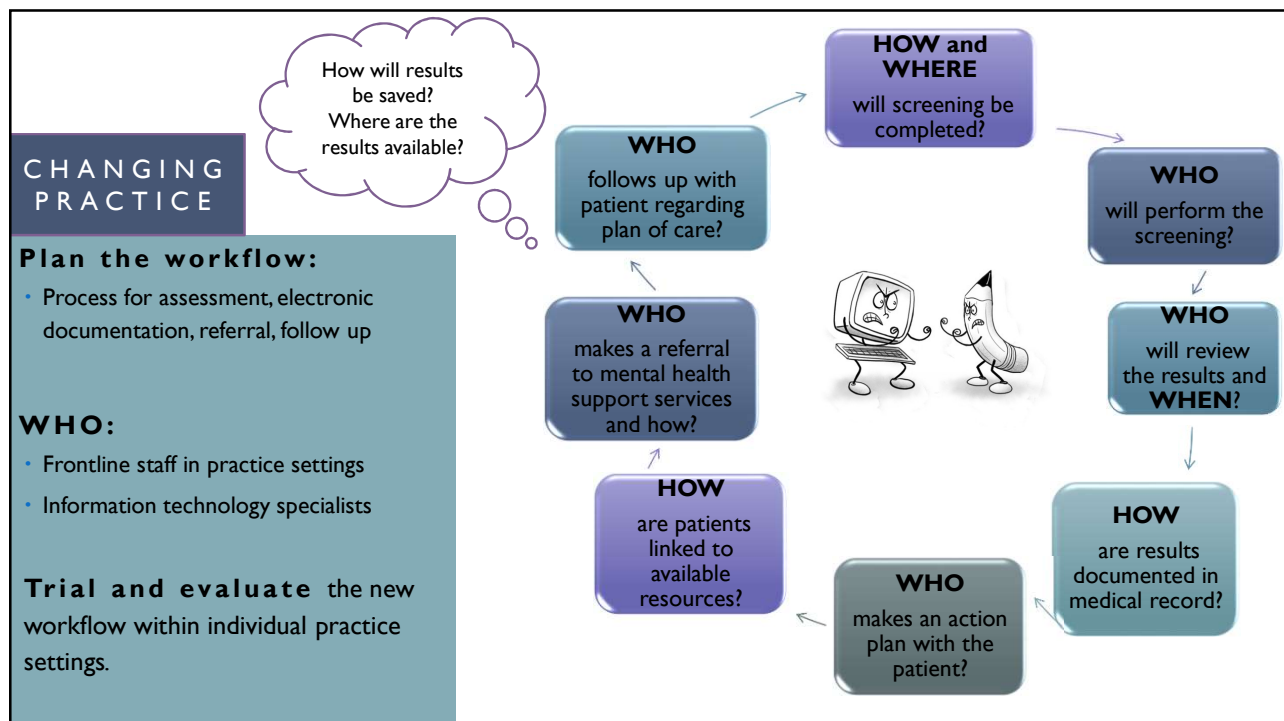 CHANGING
PRACTICE
Plan the workflow:
• Process for assessment, electronic
documentation, referral, follow up
WHO:
• Frontline staff in practice settings
• Information technology specialists
Trial and evaluate the new
workflow within individual practice
settings.
How will results
be saved?
Where are the
results available?
HOW and
WHERE
will screening be
completed?
WHO
will perform the
screening?
WHO
will review
the results and
WHEN?
HOW
are results
documented in
medical record?
WHO
makes an action
plan with the
patient?
HOW
are patients
linked to
available
resources?
WHO
makes a referral
to mental health
support services
and how?
WHO
follows up with
patient regarding
plan of care?